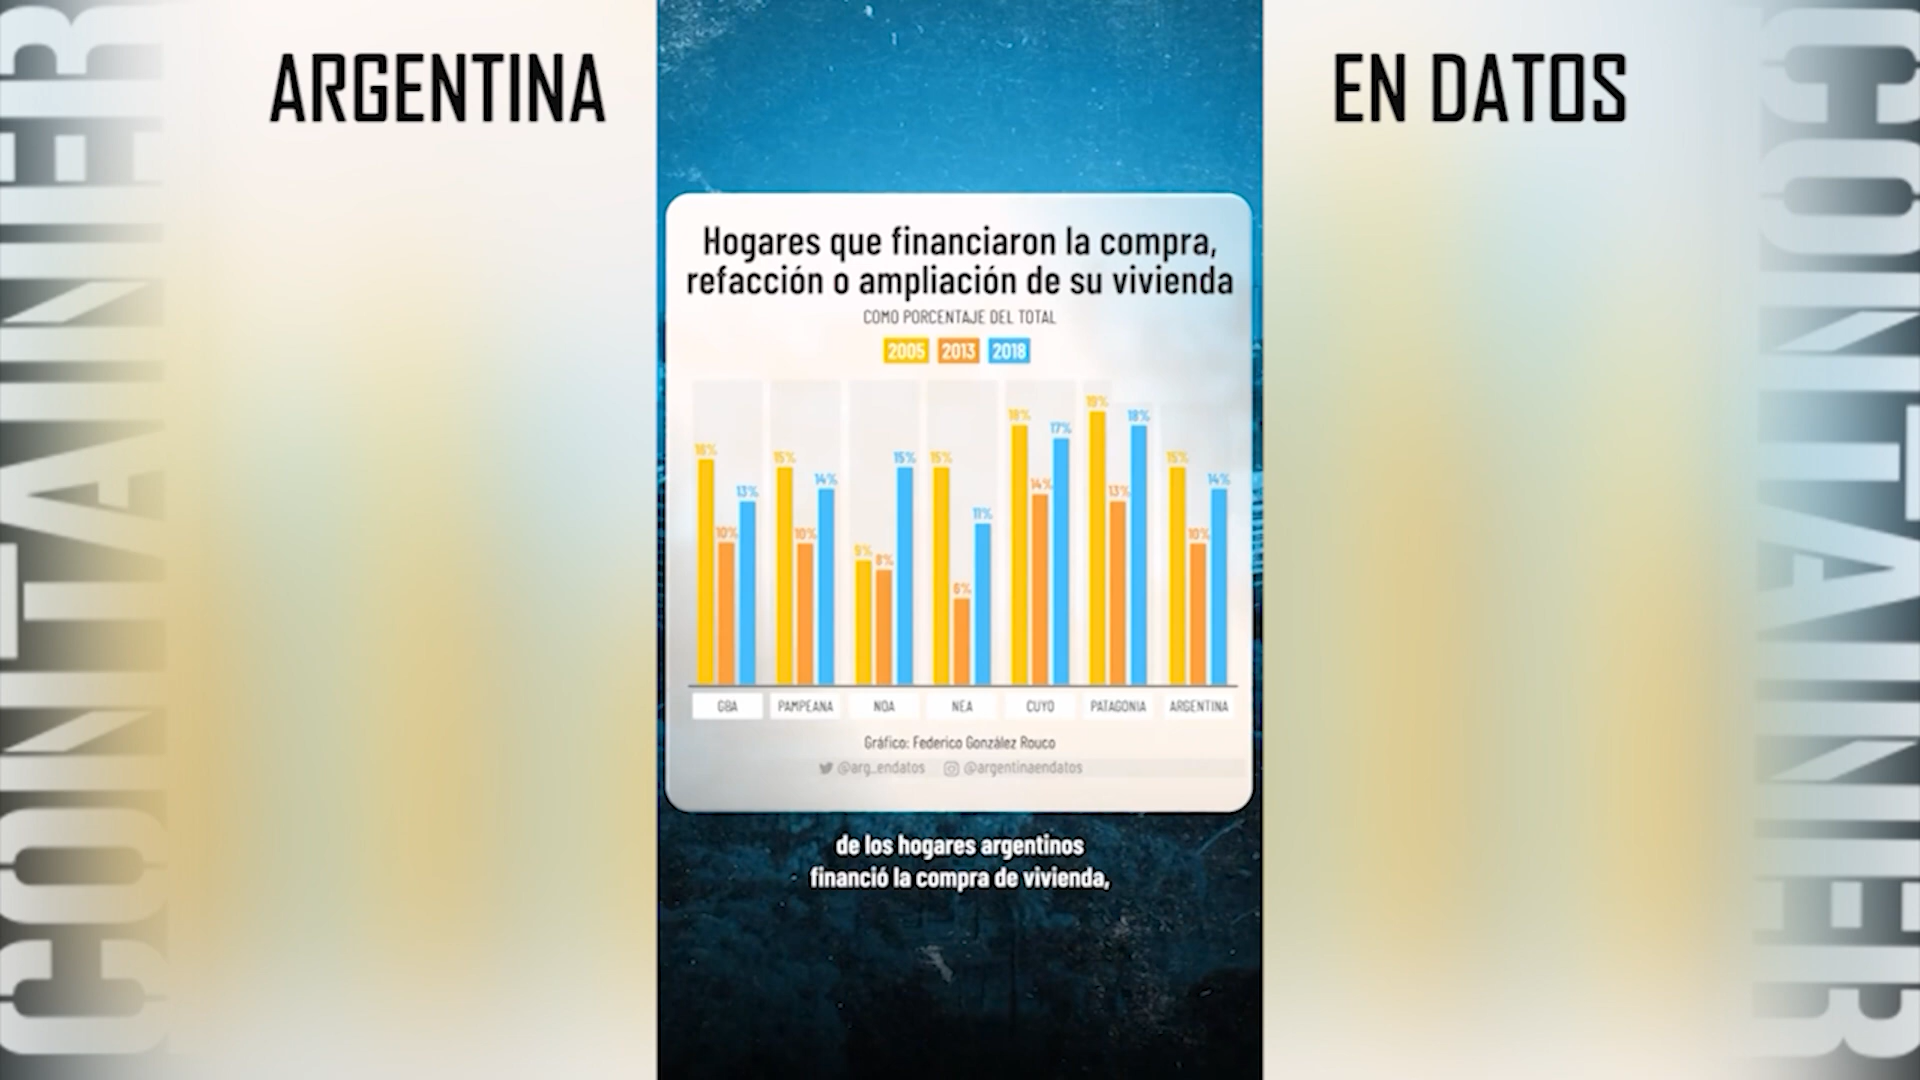 ARGENTINA
EN DATOS
CONTAINER
CONTAINER
Hogares que financiaron la compra,
refacción o ampliación de su vivienda
COMO PORCENTAJE DEL TOTAL
2005 2013 2018
16% 10% 13%
15% 10% 14%
9% 8% 15%
15% 6% 11%
18% 14% 17%
19% 13% 18%
15% 10% 14%
GBA PAMPEANA NOA NEA CUYO PATAGONIA ARGENTINA
Gráfico: Federico González Rouco
@arg_endatos @argentinaendatos
de los hogares argentinos
financió la compra de vivienda,